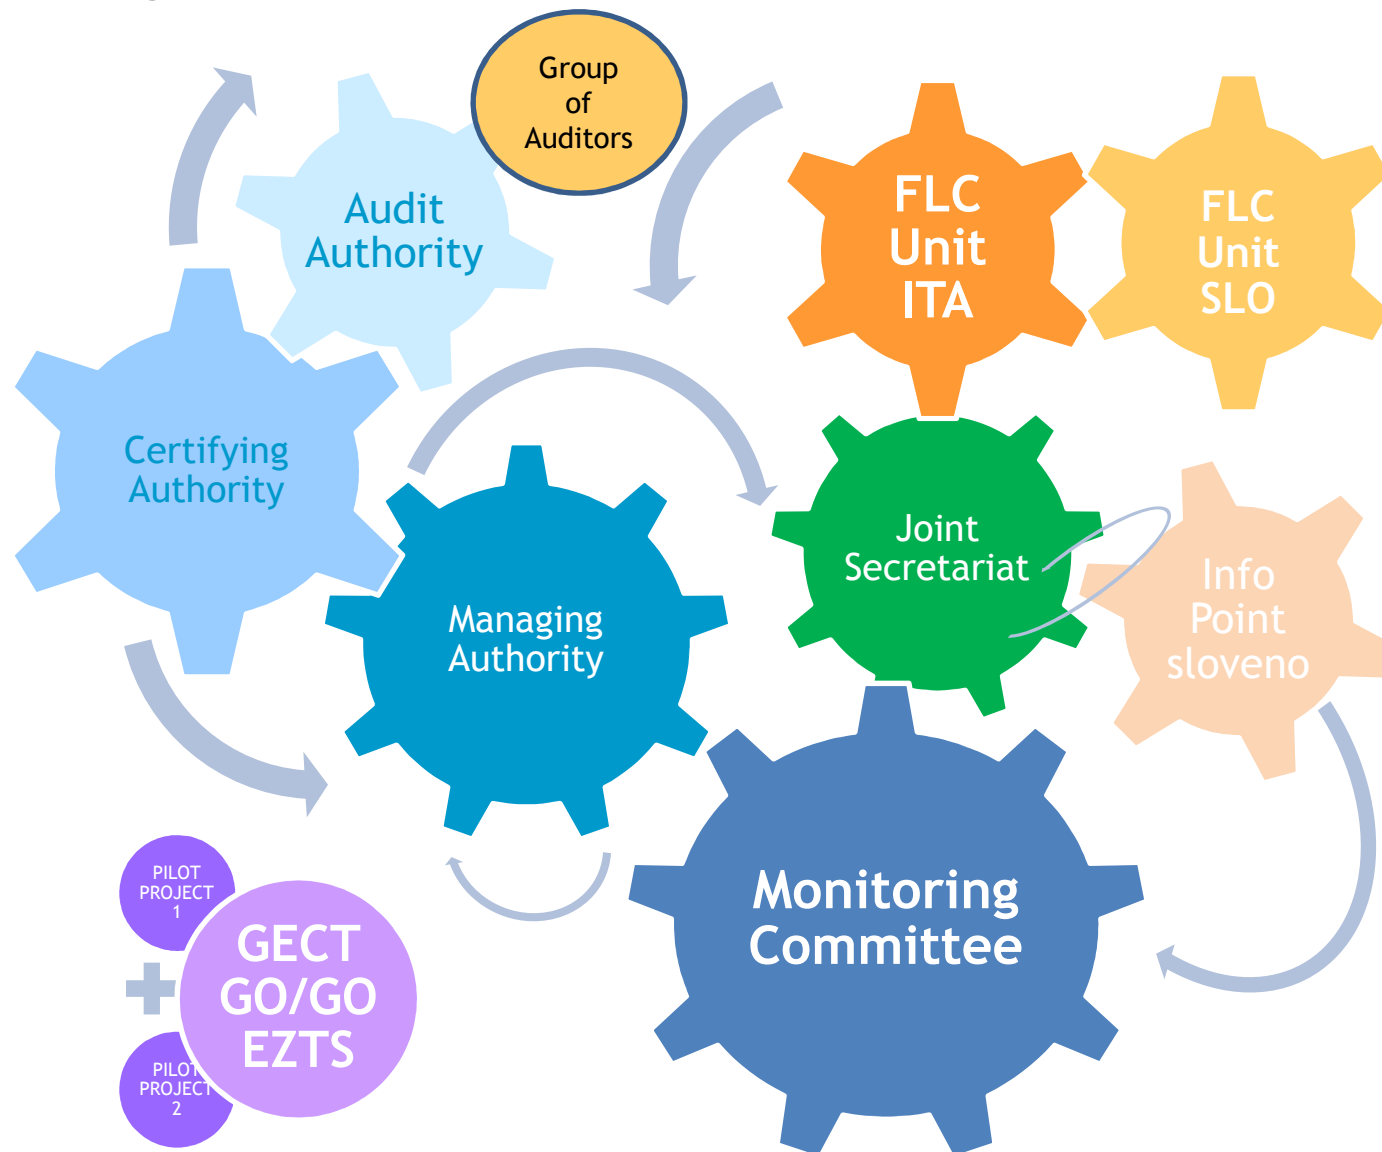 Group
of
Auditors
Audit
Authority
FLC
Unit
ITA
FLC
Unit
SLO
Certifying
Authority
Managing
Authority
Joint
Secretariat
Info
Point
sloveno
Monitoring
Committee
PILOT
PROJECT
1
GECT
GO/GO
EZTS
PILOT
PROJECT
2